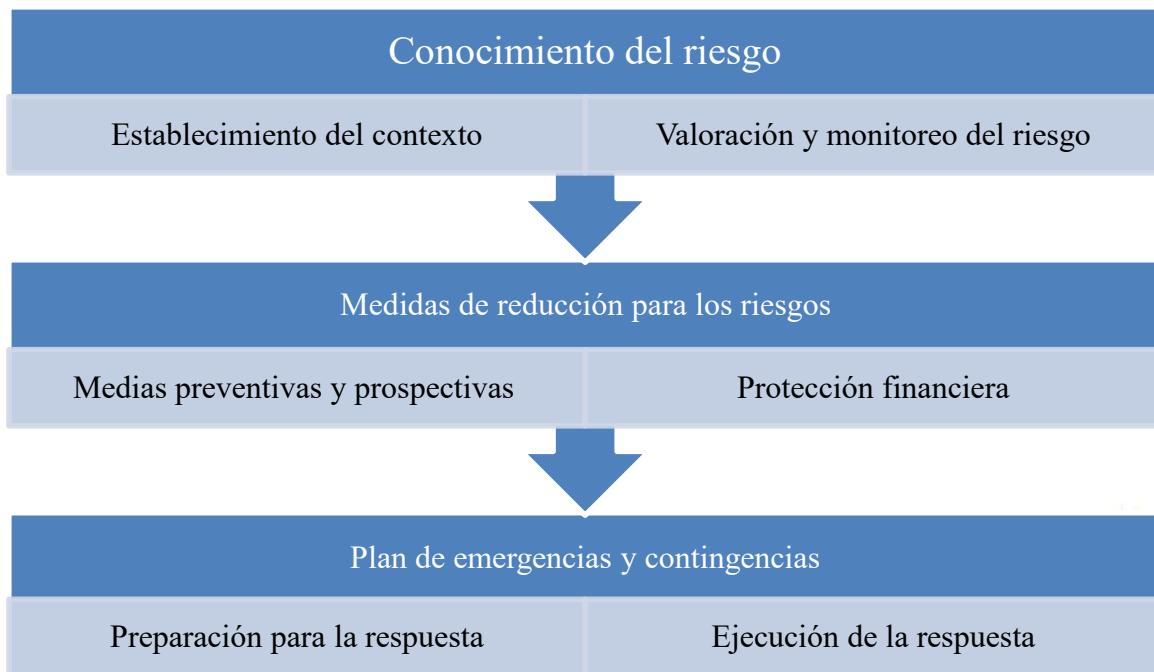 Conocimiento del riesgo
Establecimiento del contexto
Valoración y monitoreo del riesgo
Medidas de reducción para los riesgos
Medias preventivas y prospectivas
Protección financiera
Plan de emergencias y contingencias
Preparación para la respuesta
Ejecución de la respuesta